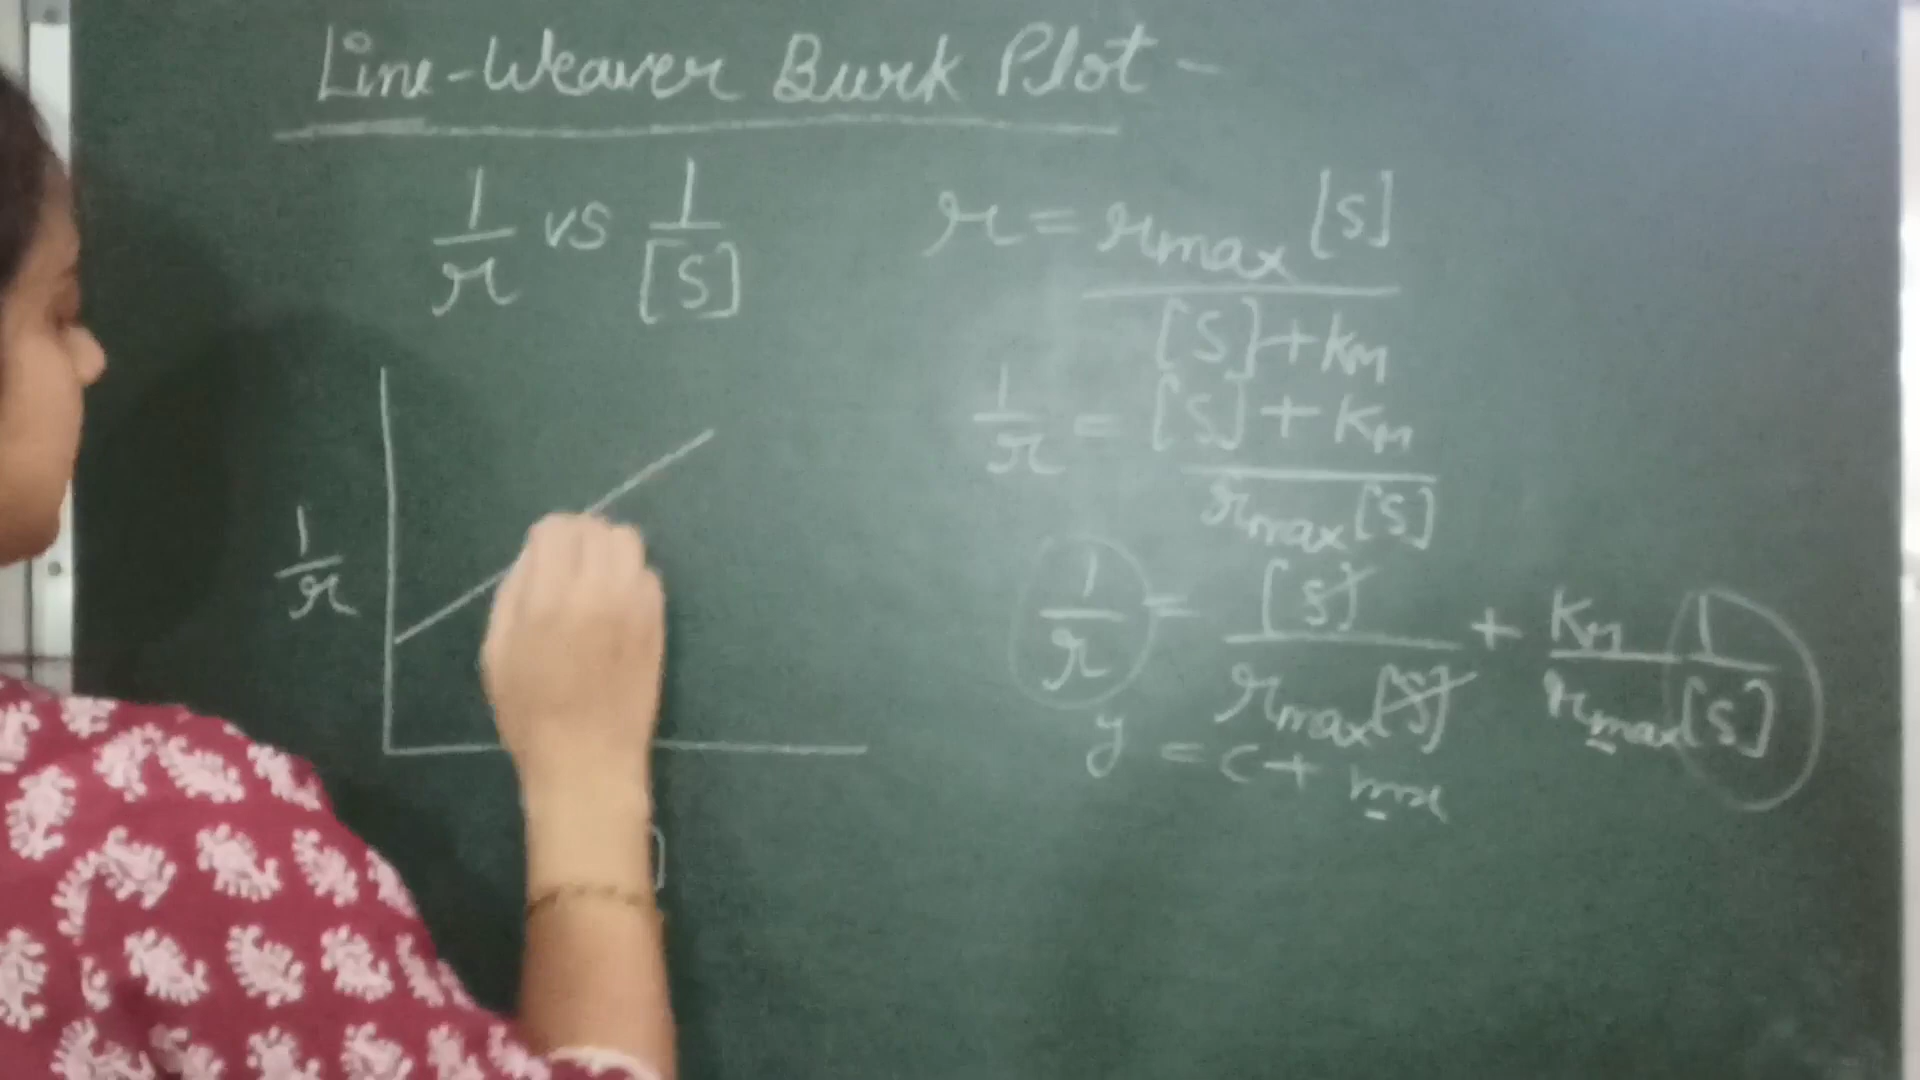 Line-Weaver Burk Plot -
1/r vs 1/[S]
r = rmax [S] / [S] + KM
1/r = [S] + KM / rmax [S]
1/r = [S] / rmax [S] + KM / rmax 1/[S]
y = c + mx
1/r